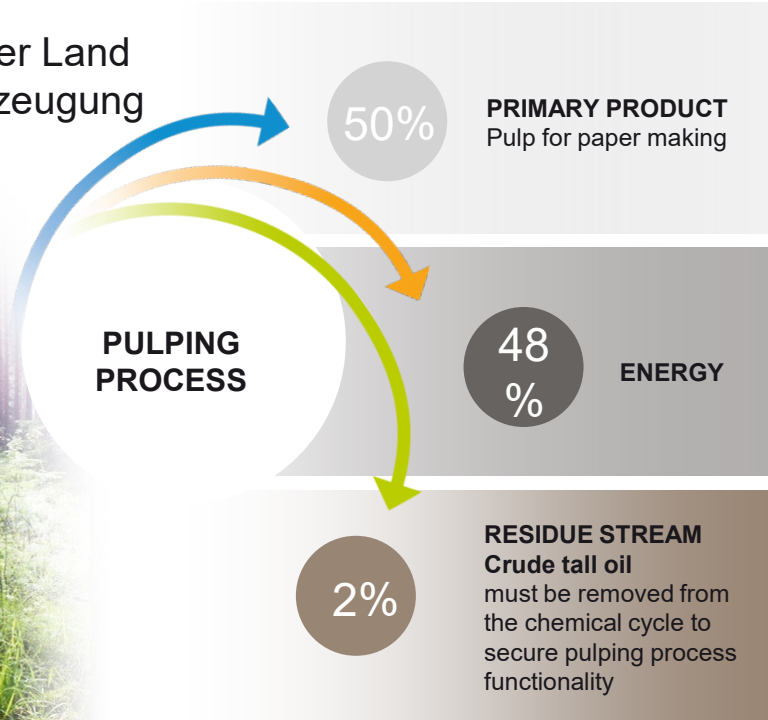 er Land
zeugung
50%
PRIMARY PRODUCT
Pulp for paper making
PULPING
PROCESS
48
%
ENERGY
2%
RESIDUE STREAM
Crude tall oil
must be removed from
the chemical cycle to
secure pulping process
functionality